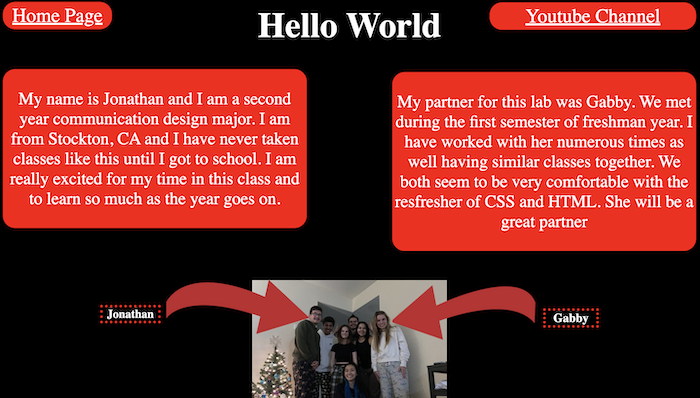 Home Page
Hello World
Youtube Channel
My name is Jonathan and I am a second
year communication design major. I am
from Stockton, CA and I have never taken
classes like this until I got to school. I am
really excited for my time in this class and
to learn so much as the year goes on.
My partner for this lab was Gabby. We met
during the first semester of freshman year. I
have worked with her numerous times as
well having similar classes together. We
both seem to be very comfortable with the
resfresher of CSS and HTML. She will be a
great partner
Jonathan
Gabby